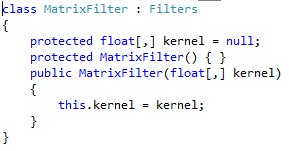 class MatrixFilter : Filters
{
    protected float[,] kernel = null;
    protected MatrixFilter() { }
    public MatrixFilter(float[,] kernel)
    {
        this.kernel = kernel;
    }
}